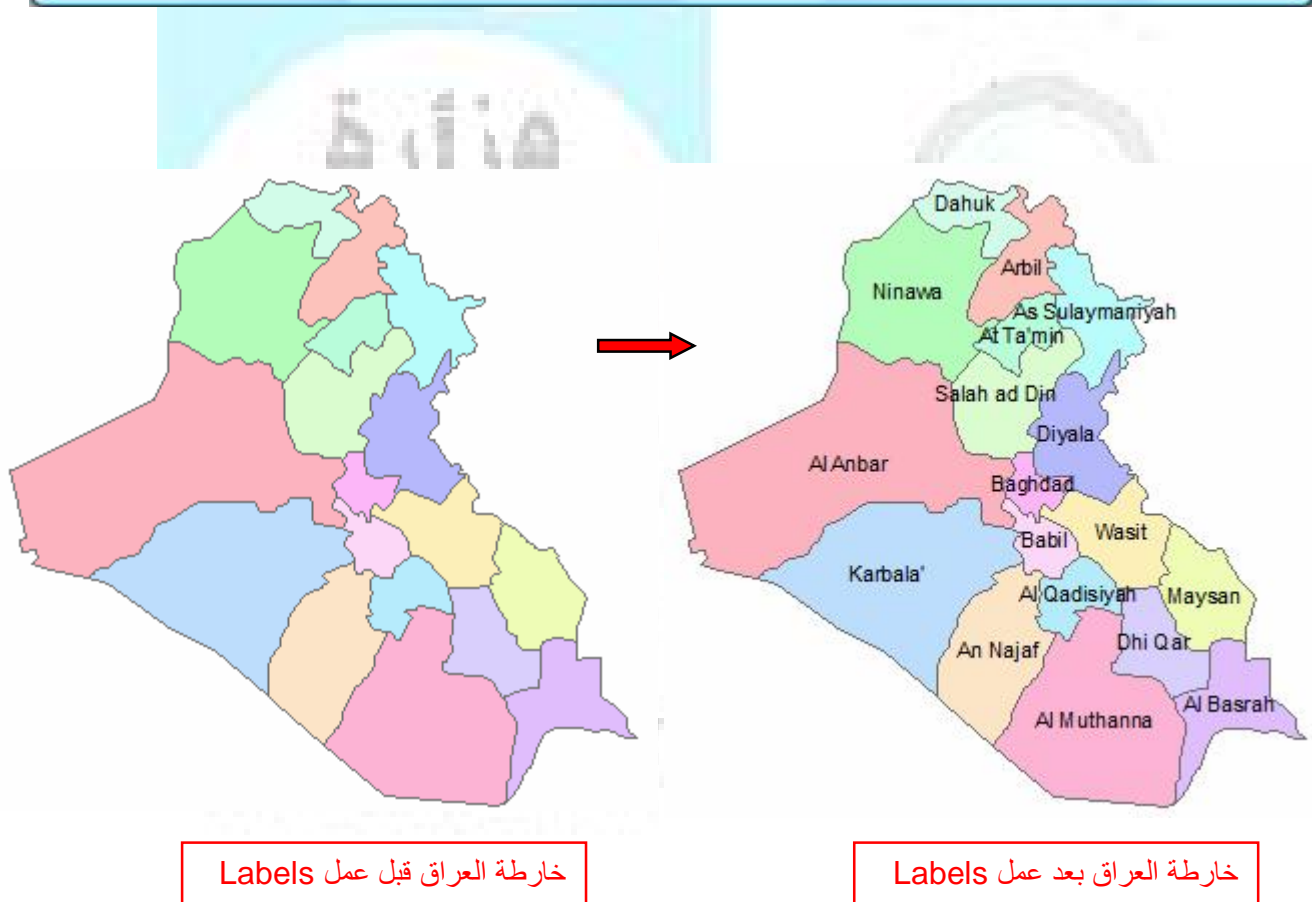 Dahuk
Arbil
Ninawa
As Sulaymaniyah
At Ta'min
Salah ad Din
Diyala
Al Anbar
Baghdad
Wasit
Babil
Karbala'
Al Qadisiyah
Maysan
An Najaf
Dhi Qar
Al Basrah
Al Muthanna
خارطة العراق قبل عمل Labels
خارطة العراق بعد عمل Labels